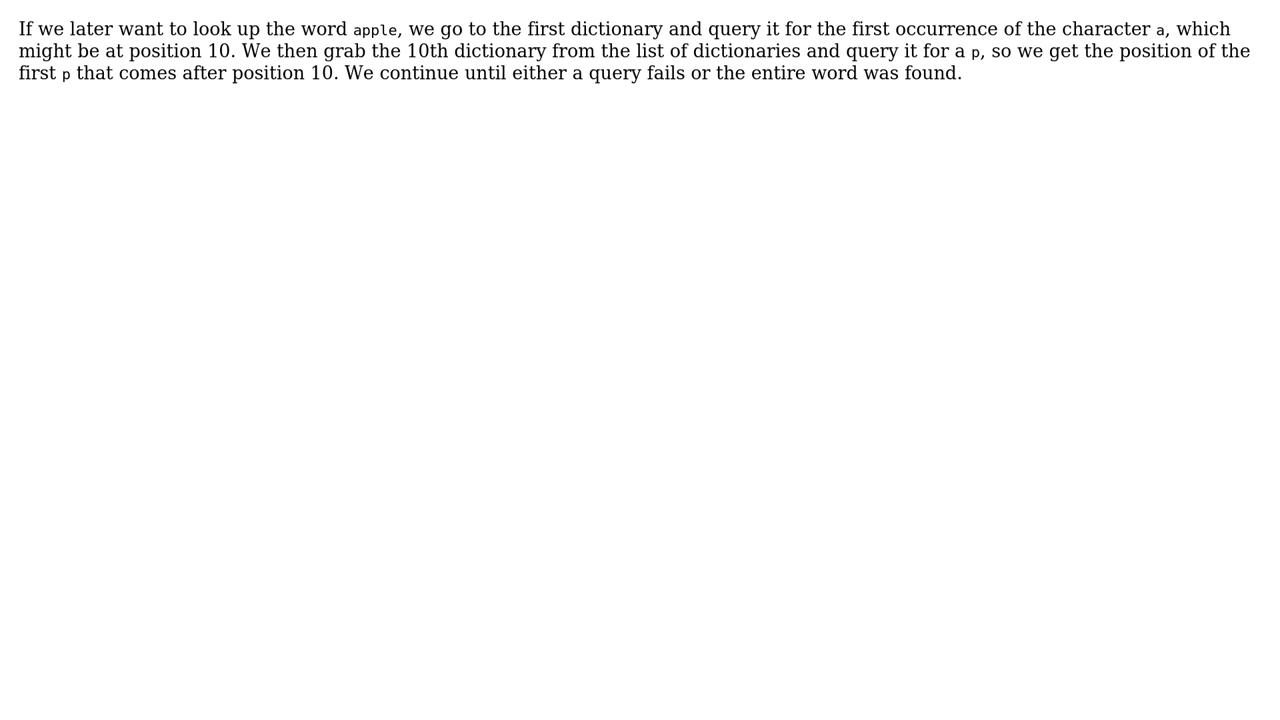 If we later want to look up the word apple, we go to the first dictionary and query it for the first occurrence of the character a, which
might be at position 10. We then grab the 10th dictionary from the list of dictionaries and query it for a p, so we get the position of the
first p that comes after position 10. We continue until either a query fails or the entire word was found.